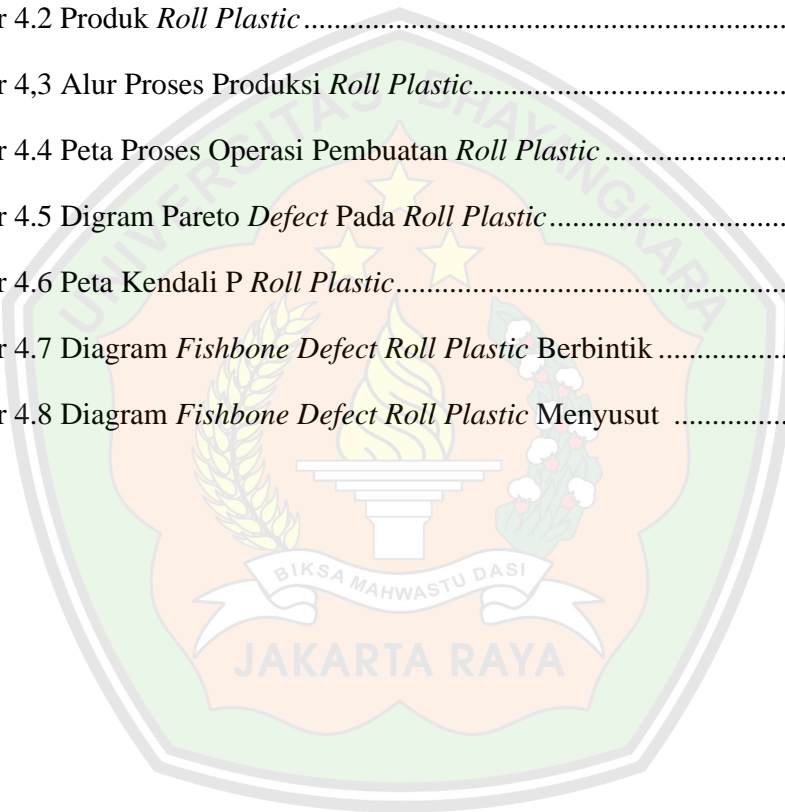 r 4.2 Produk Roll Plastic................................................................
r 4,3 Alur Proses Produksi Roll Plastic.........................................
r 4.4 Peta Proses Operasi Pembuatan Roll Plastic.......................
r 4.5 Digram Pareto Defect Pada Roll Plastic..............................
r 4.6 Peta Kendali P Roll Plastic...................................................
r 4.7 Diagram Fishbone Defect Roll Plastic Berbintik................
r 4.8 Diagram Fishbone Defect Roll Plastic Menyusut ..............
UNIVERSITAS BHAYANGKARA
BIKSA MAHWASTU DASI
JAKARTA RAYA